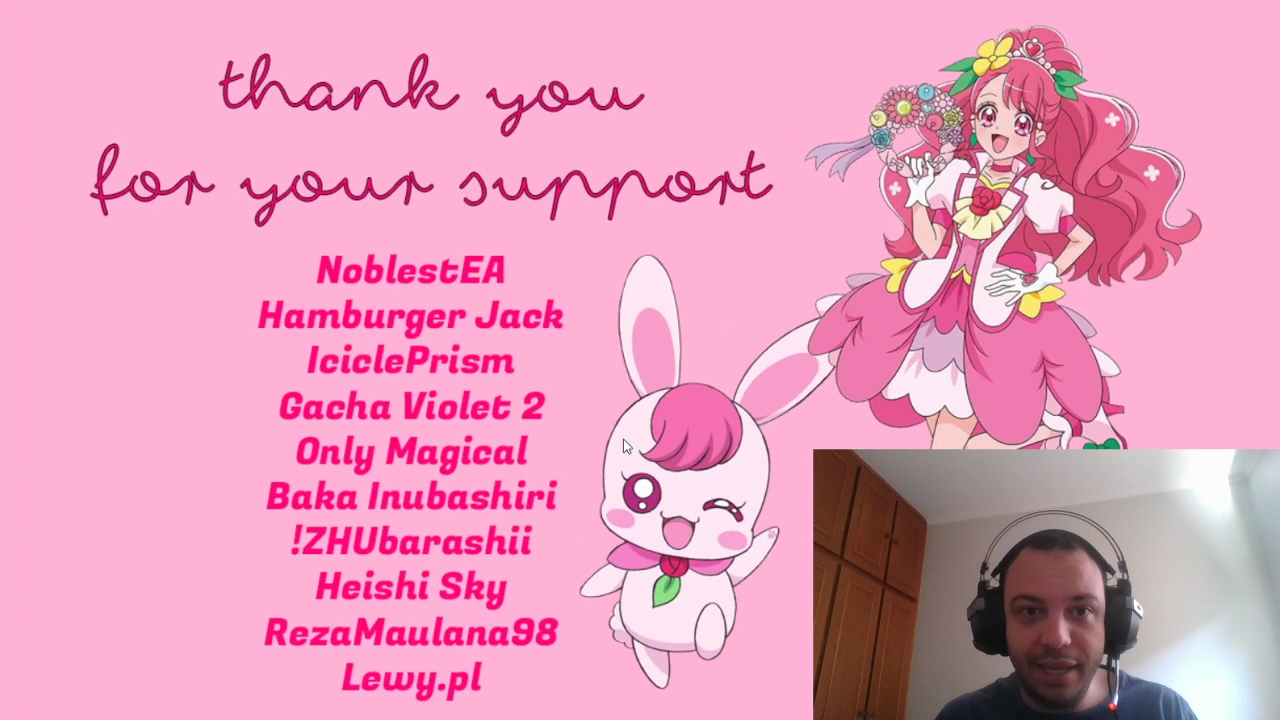 thank you
for your support
NoblestEA
Hamburger Jack
IciclePrism
Gacha Violet 2
Only Magical
Baka Inubashiri
!ZHUbarashii
Heishi Sky
RezaMaulana98
Lewy.pl